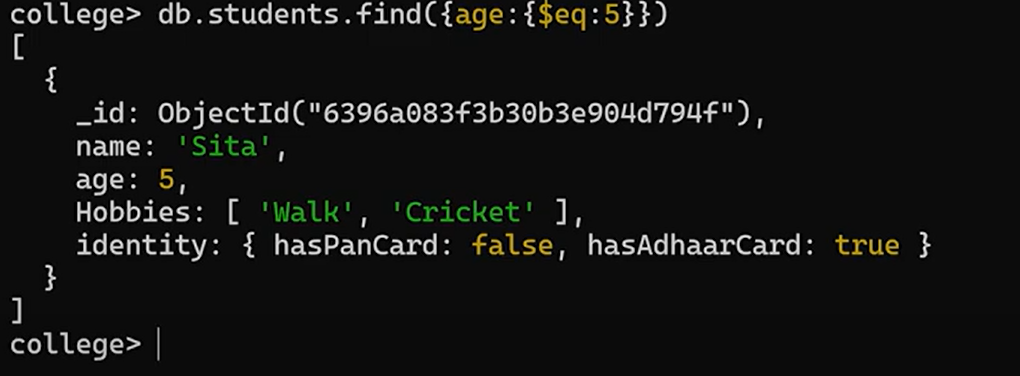 college> db.students.find({age:{$eq:5}})
[
  {
    _id: ObjectId("6396a083f3b30b3e904d794f"),
    name: 'Sita',
    age: 5,
    Hobbies: [ 'Walk', 'Cricket' ],
    identity: { hasPanCard: false, hasAdhaarCard: true }
  }
]
college>